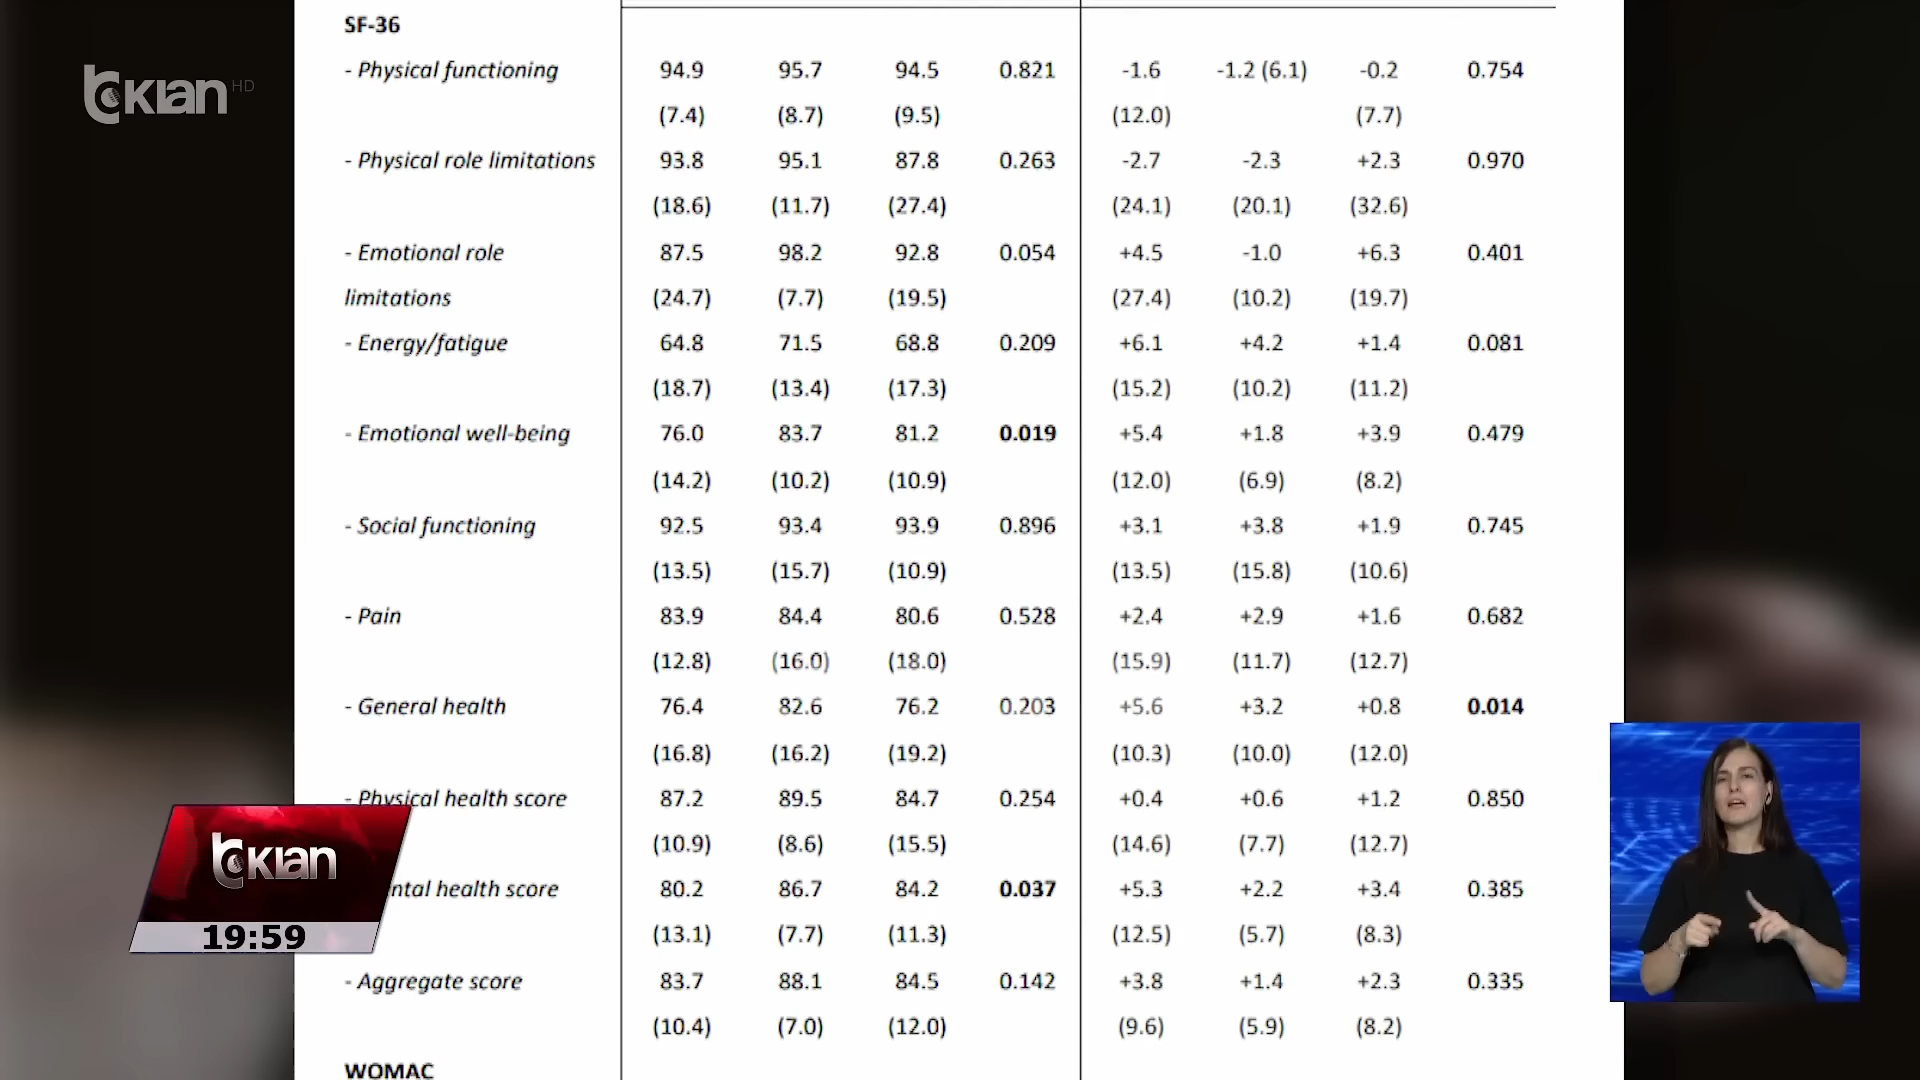 SF-36
- Physical functioning 94.9 95.7 94.5 0.821 -1.6 -1.2 (6.1) -0.2 0.754
(7.4) (8.7) (9.5) (12.0) (7.7)
- Physical role limitations 93.8 95.1 87.8 0.263 -2.7 -2.3 +2.3 0.970
(18.6) (11.7) (27.4) (24.1) (20.1) (32.6)
- Emotional role 87.5 98.2 92.8 0.054 +4.5 -1.0 +6.3 0.401
limitations (24.7) (7.7) (19.5) (27.4) (10.2) (19.7)
- Energy/fatigue 64.8 71.5 68.8 0.209 +6.1 +4.2 +1.4 0.081
(18.7) (13.4) (17.3) (15.2) (10.2) (11.2)
- Emotional well-being 76.0 83.7 81.2 0.019 +5.4 +1.8 +3.9 0.479
(14.2) (10.2) (10.9) (12.0) (6.9) (8.2)
- Social functioning 92.5 93.4 93.9 0.896 +3.1 +3.8 +1.9 0.745
(13.5) (15.7) (10.9) (13.5) (15.8) (10.6)
- Pain 83.9 84.4 80.6 0.528 +2.4 +2.9 +1.6 0.682
(12.8) (16.0) (18.0) (15.9) (11.7) (12.7)
- General health 76.4 82.6 76.2 0.203 +5.6 +3.2 +0.8 0.014
(16.8) (16.2) (19.2) (10.3) (10.0) (12.0)
- Physical health score 87.2 89.5 84.7 0.254 +0.4 +0.6 +1.2 0.850
(10.9) (8.6) (15.5) (14.6) (7.7) (12.7)
ntal health score 80.2 86.7 84.2 0.037 +5.3 +2.2 +3.4 0.385
(13.1) (7.7) (11.3) (12.5) (5.7) (8.3)
- Aggregate score 83.7 88.1 84.5 0.142 +3.8 +1.4 +2.3 0.335
(10.4) (7.0) (12.0) (9.6) (5.9) (8.2)
WOMAC
tcklan HD
tcklan
19:59